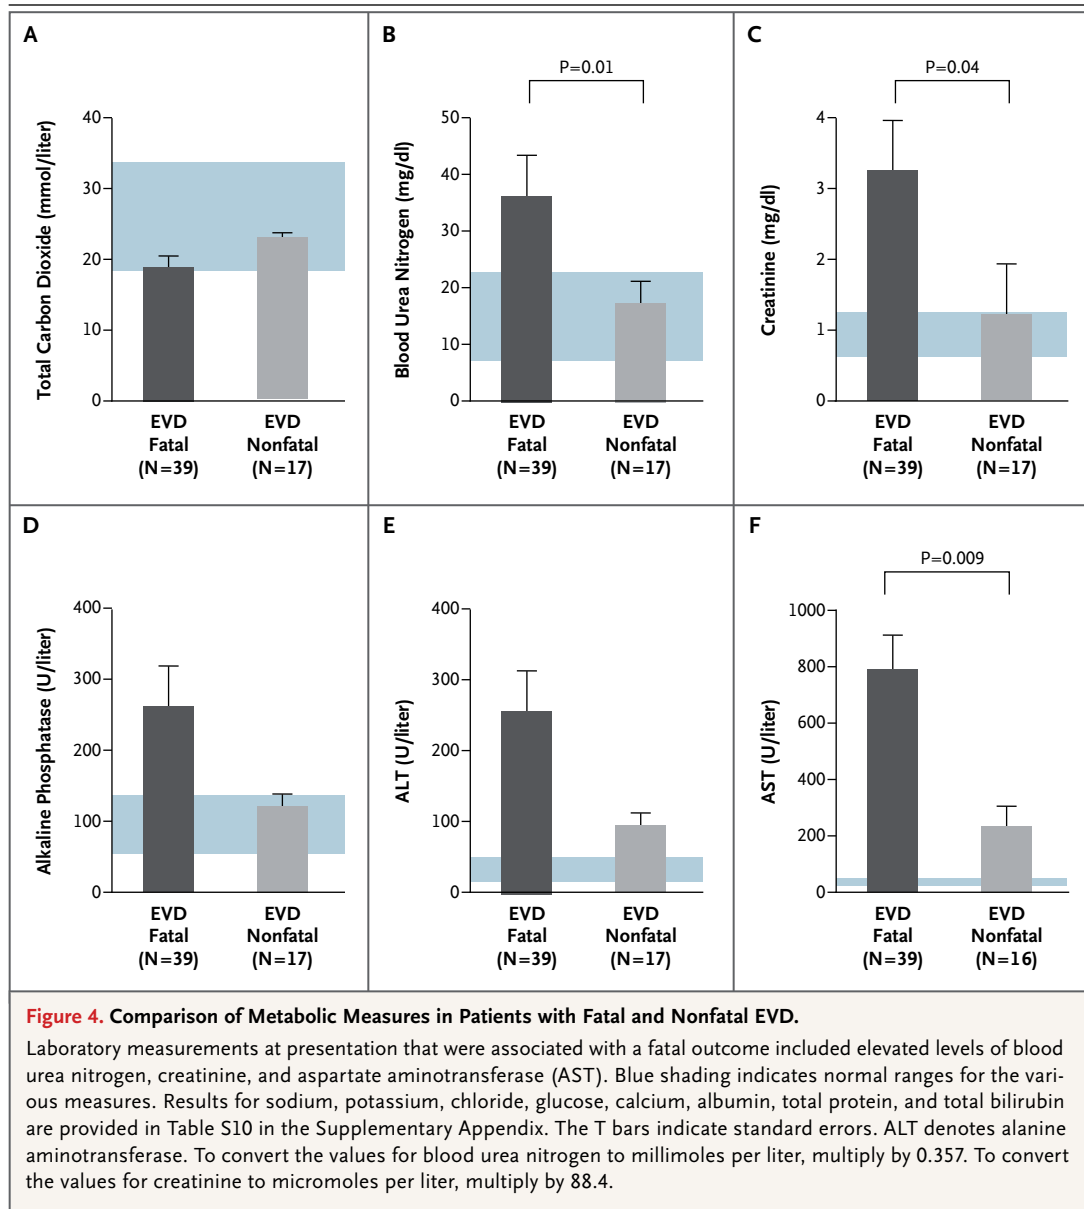 A
Total Carbon Dioxide (mmol/liter)
40
30
20
10
0
EVD
Fatal
(N=39)
EVD
Nonfatal
(N=17)
B
P=0.01
Blood Urea Nitrogen (mg/dl)
50
40
30
20
10
0
EVD
Fatal
(N=39)
EVD
Nonfatal
(N=17)
C
P=0.04
Creatinine (mg/dl)
4
3
2
1
0
EVD
Fatal
(N=39)
EVD
Nonfatal
(N=17)
D
Alkaline Phosphatase (U/liter)
400
300
200
100
0
EVD
Fatal
(N=39)
EVD
Nonfatal
(N=17)
E
ALT (U/liter)
400
300
200
100
0
EVD
Fatal
(N=39)
EVD
Nonfatal
(N=17)
F
P=0.009
AST (U/liter)
1000
800
600
400
200
0
EVD
Fatal
(N=39)
EVD
Nonfatal
(N=16)
Figure 4. Comparison of Metabolic Measures in Patients with Fatal and Nonfatal EVD.
Laboratory measurements at presentation that were associated with a fatal outcome included elevated levels of blood
urea nitrogen, creatinine, and aspartate aminotransferase (AST). Blue shading indicates normal ranges for the vari-
ous measures. Results for sodium, potassium, chloride, glucose, calcium, albumin, total protein, and total bilirubin
are provided in Table S10 in the Supplementary Appendix. The T bars indicate standard errors. ALT denotes alanine
aminotransferase. To convert the values for blood urea nitrogen to millimoles per liter, multiply by 0.357. To convert
the values for creatinine to micromoles per liter, multiply by 88.4.